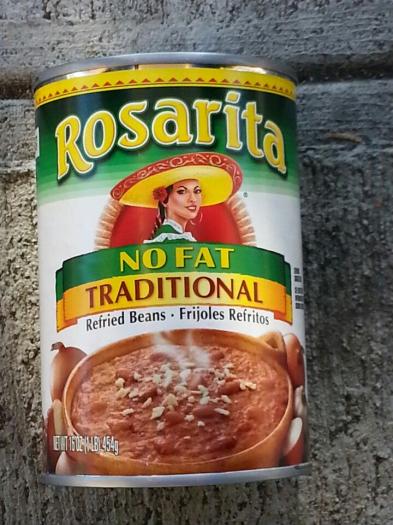 Rosarita
®
NO FAT
TRADITIONAL
Refried Beans · Frijoles Refritos
NET WT 16 OZ (1 LB) 454g